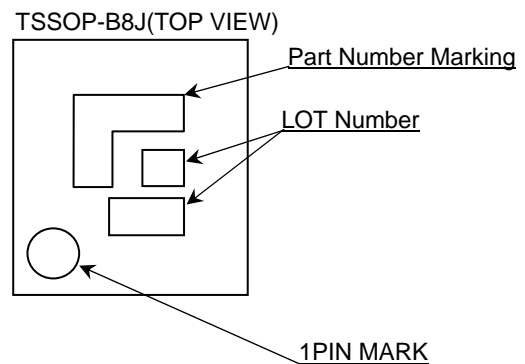 TSSOP-B8J(TOP VIEW)
Part Number Marking
LOT Number
1PIN MARK